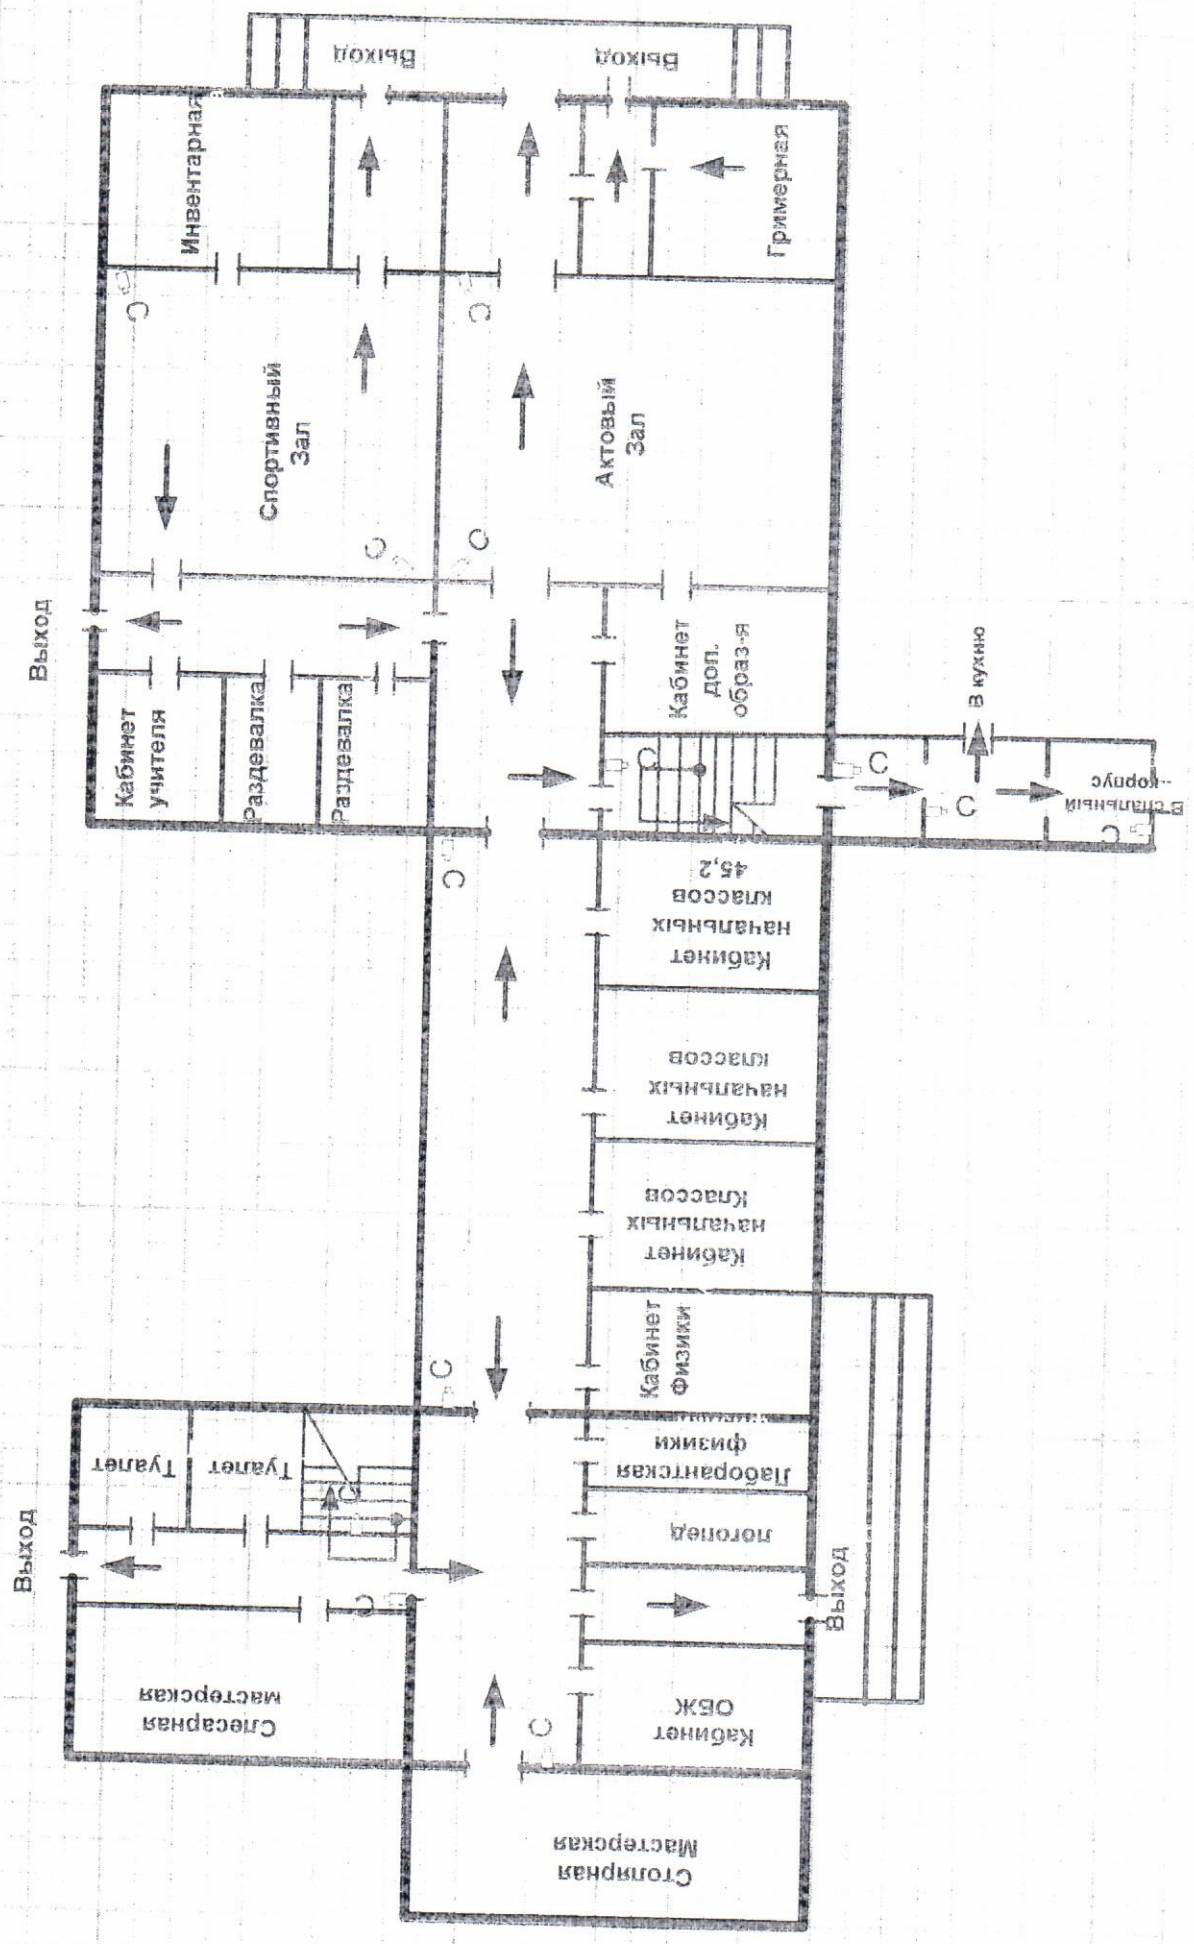 Выход
Выход
Инвентарная
Гримерная
С
С
Спортивный
Зал
Актовый
Зал
С
С
Выход
Кабинет
учителя
Раздевалка
Раздевалка
Кабинет
доп.
образ-я
В кухню
С
С
С
С
В спальный
корпус
С
Кабинет
начальных
классов
45,2
Кабинет
начальных
классов
Кабинет
начальных
Классов
Кабинет
Физики
С
Туалет
Туалет
С
Лаборантская
физики
логопед
Выход
Выход
С
Слесарная
мастерская
С
Кабинет
ОБЖ
Столярная
Мастерская